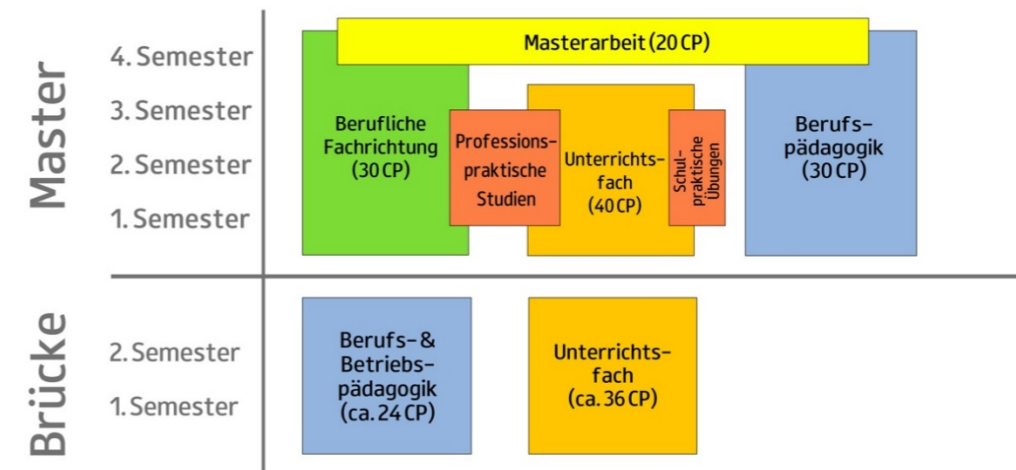 Master
4. Semester
3. Semester
2. Semester
1. Semester
Masterarbeit (20 CP)
Berufliche
Fachrichtung
(30 CP)
Professions-
praktische
Studien
Unterrichts-
fach
(40 CP)
Schul-
praktische
Übungen
Berufs-
pädagogik
(30 CP)
Brücke
2. Semester
1. Semester
Berufs- &
Betriebs-
pädagogik
(ca. 24 CP)
Unterrichts-
fach
(ca. 36 CP)